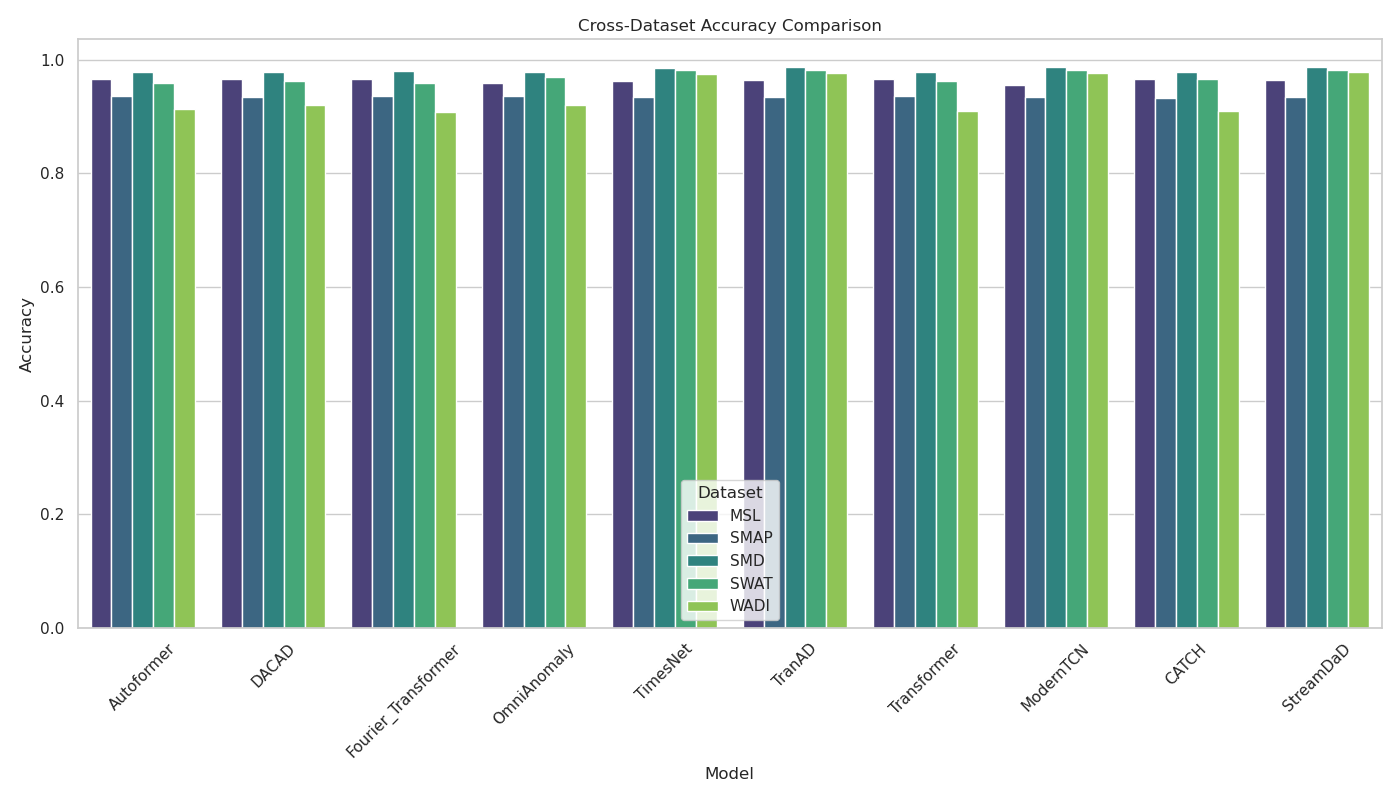 Cross-Dataset Accuracy Comparison
1.0
0.8
0.6
0.4
0.2
0.0
Accuracy
Dataset
MSL
SMAP
SMD
SWAT
WADI
Autoformer
DACAD
Fourier_Transformer
OmniAnomaly
TimesNet
TranAD
Transformer
ModernTCN
CATCH
StreamDaD
Model